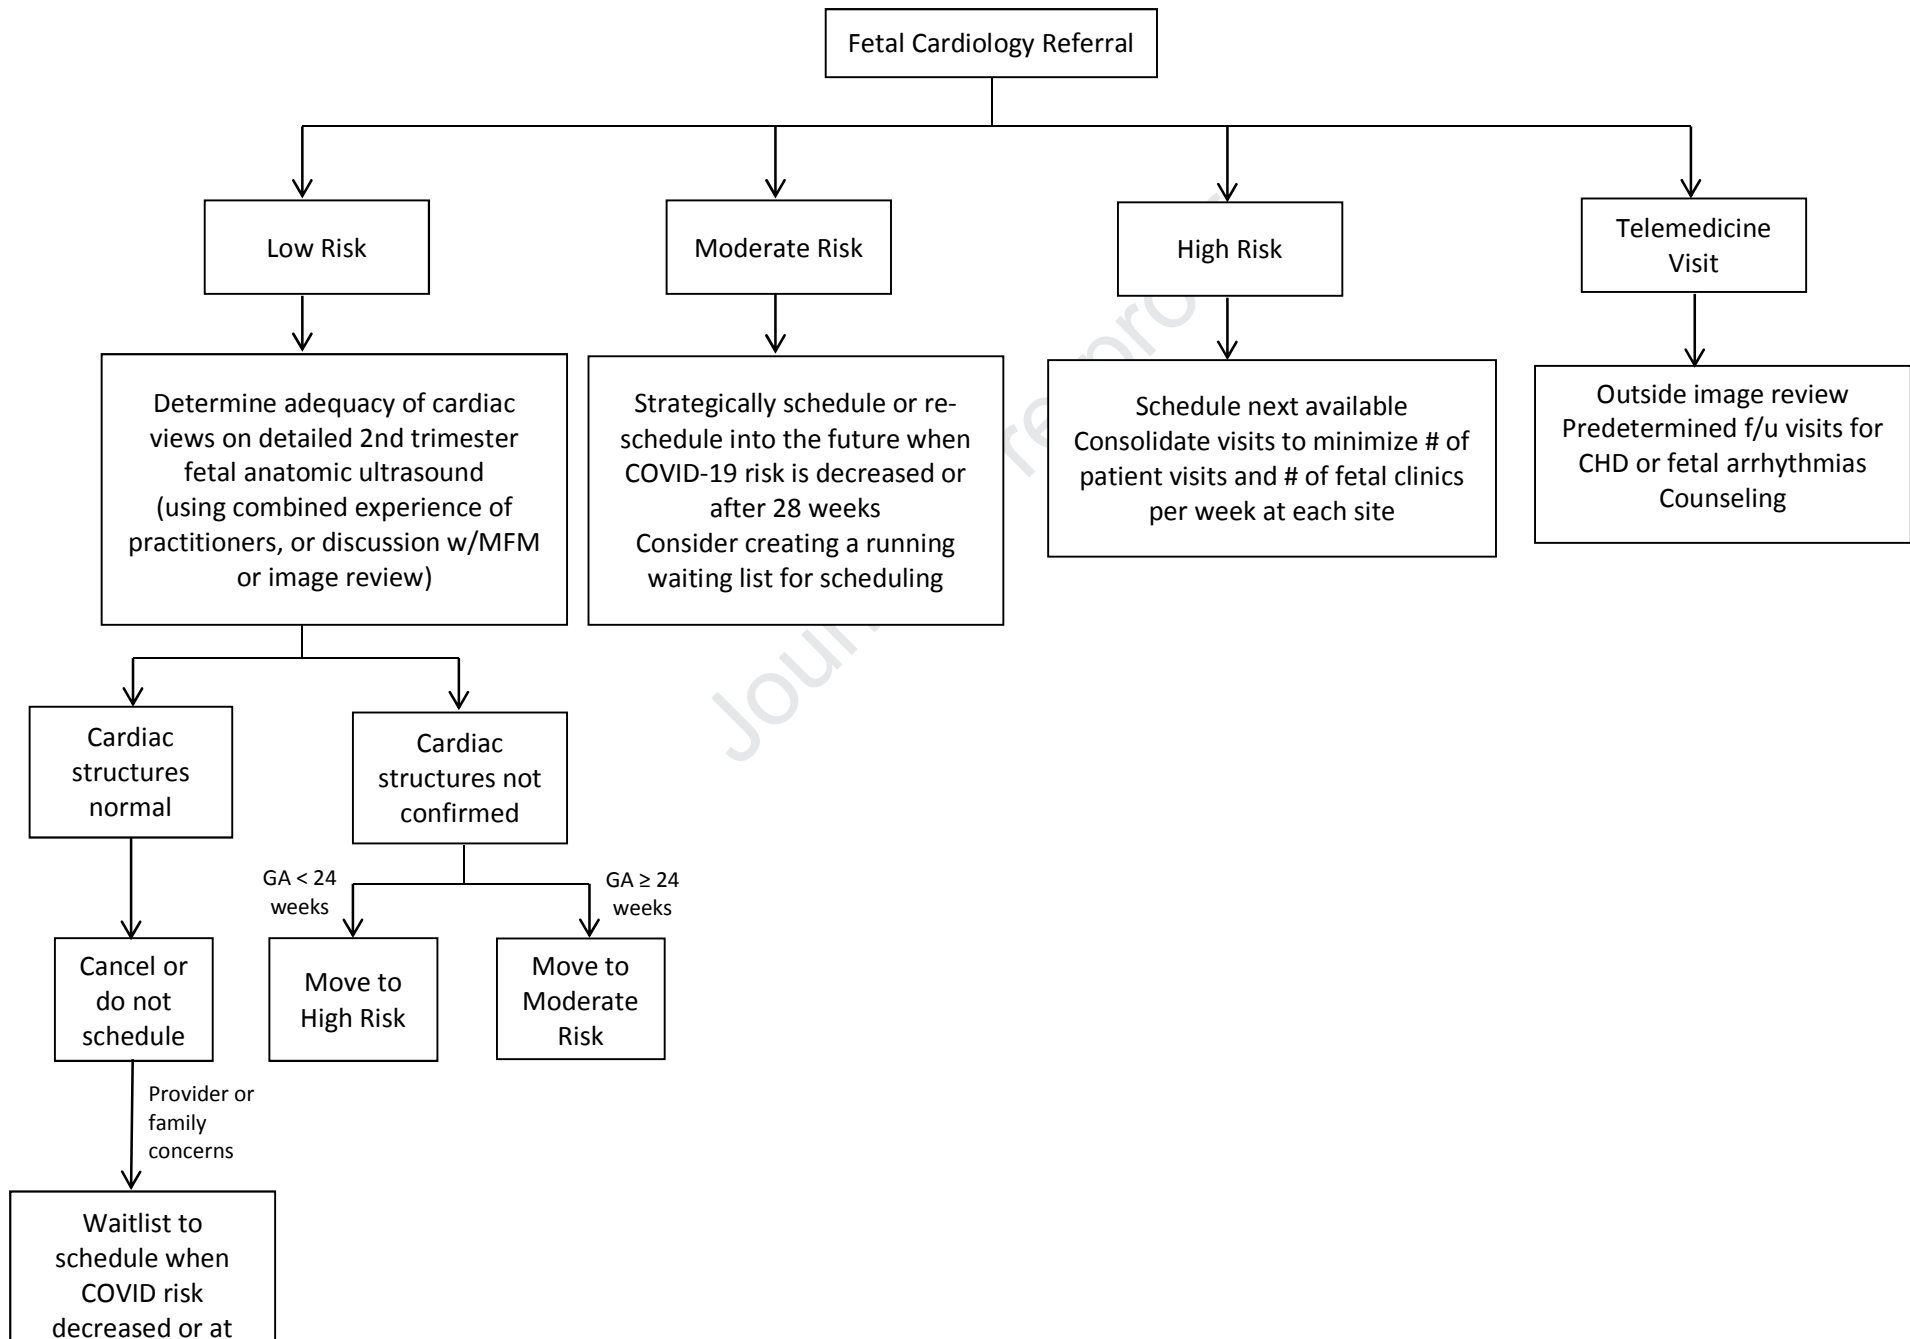 Fetal Cardiology Referral
Low Risk
Moderate Risk
High Risk
Telemedicine
Visit
Determine adequacy of cardiac
views on detailed 2nd trimester
fetal anatomic ultrasound
(using combined experience of
practitioners, or discussion w/MFM
or image review)
Strategically schedule or re-
schedule into the future when
COVID-19 risk is decreased or
after 28 weeks
Consider creating a running
waiting list for scheduling
Schedule next available
Consolidate visits to minimize # of
patient visits and # of fetal clinics
per week at each site
Outside image review
Predetermined f/u visits for
CHD or fetal arrhythmias
Counseling
Cardiac
structures
normal
Cardiac
structures not
confirmed
GA < 24
weeks
GA ≥ 24
weeks
Cancel or
do not
schedule
Move to
High Risk
Move to
Moderate
Risk
Provider or
family
concerns
Waitlist to
schedule when
COVID risk
decreased or at